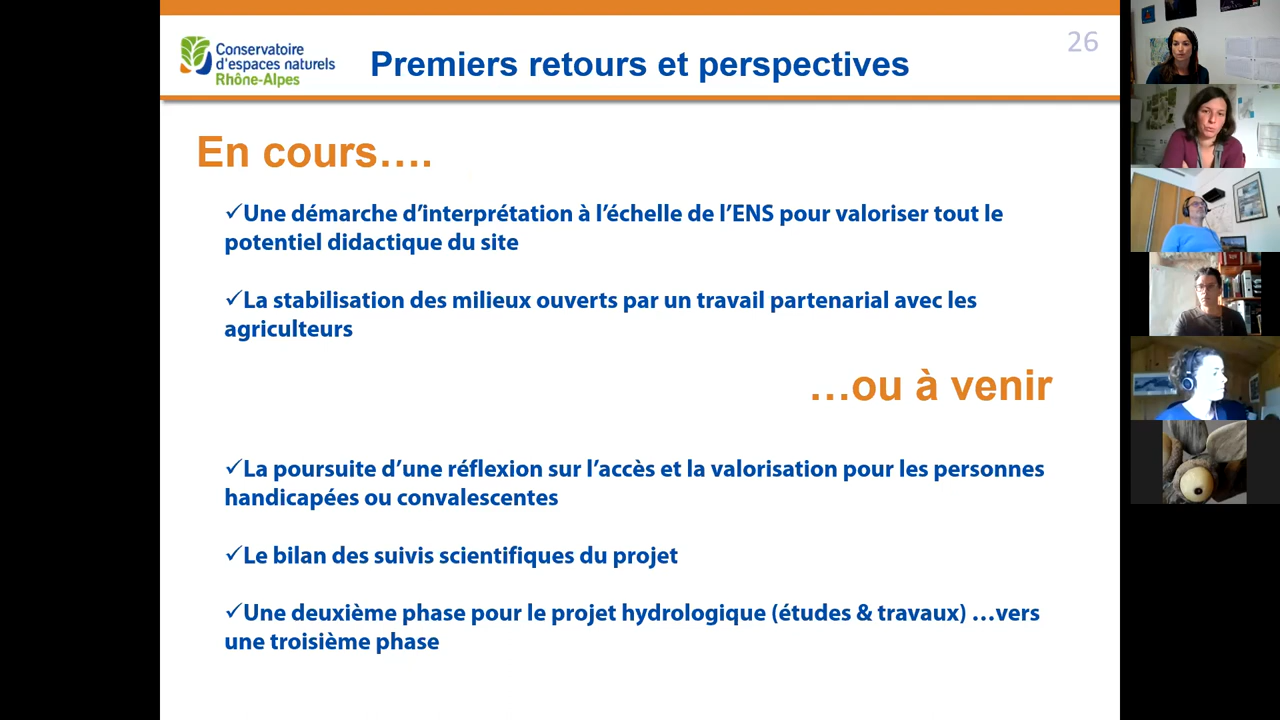 Conservatoire
d'espaces naturels
Rhône-Alpes
Premiers retours et perspectives
26
En cours….
✓Une démarche d’interprétation à l’échelle de l’ENS pour valoriser tout le
potentiel didactique du site
✓La stabilisation des milieux ouverts par un travail partenarial avec les
agriculteurs
…ou à venir
✓La poursuite d’une réflexion sur l’accès et la valorisation pour les personnes
handicapées ou convalescentes
✓Le bilan des suivis scientifiques du projet
✓Une deuxième phase pour le projet hydrologique (études & travaux) …vers
une troisième phase